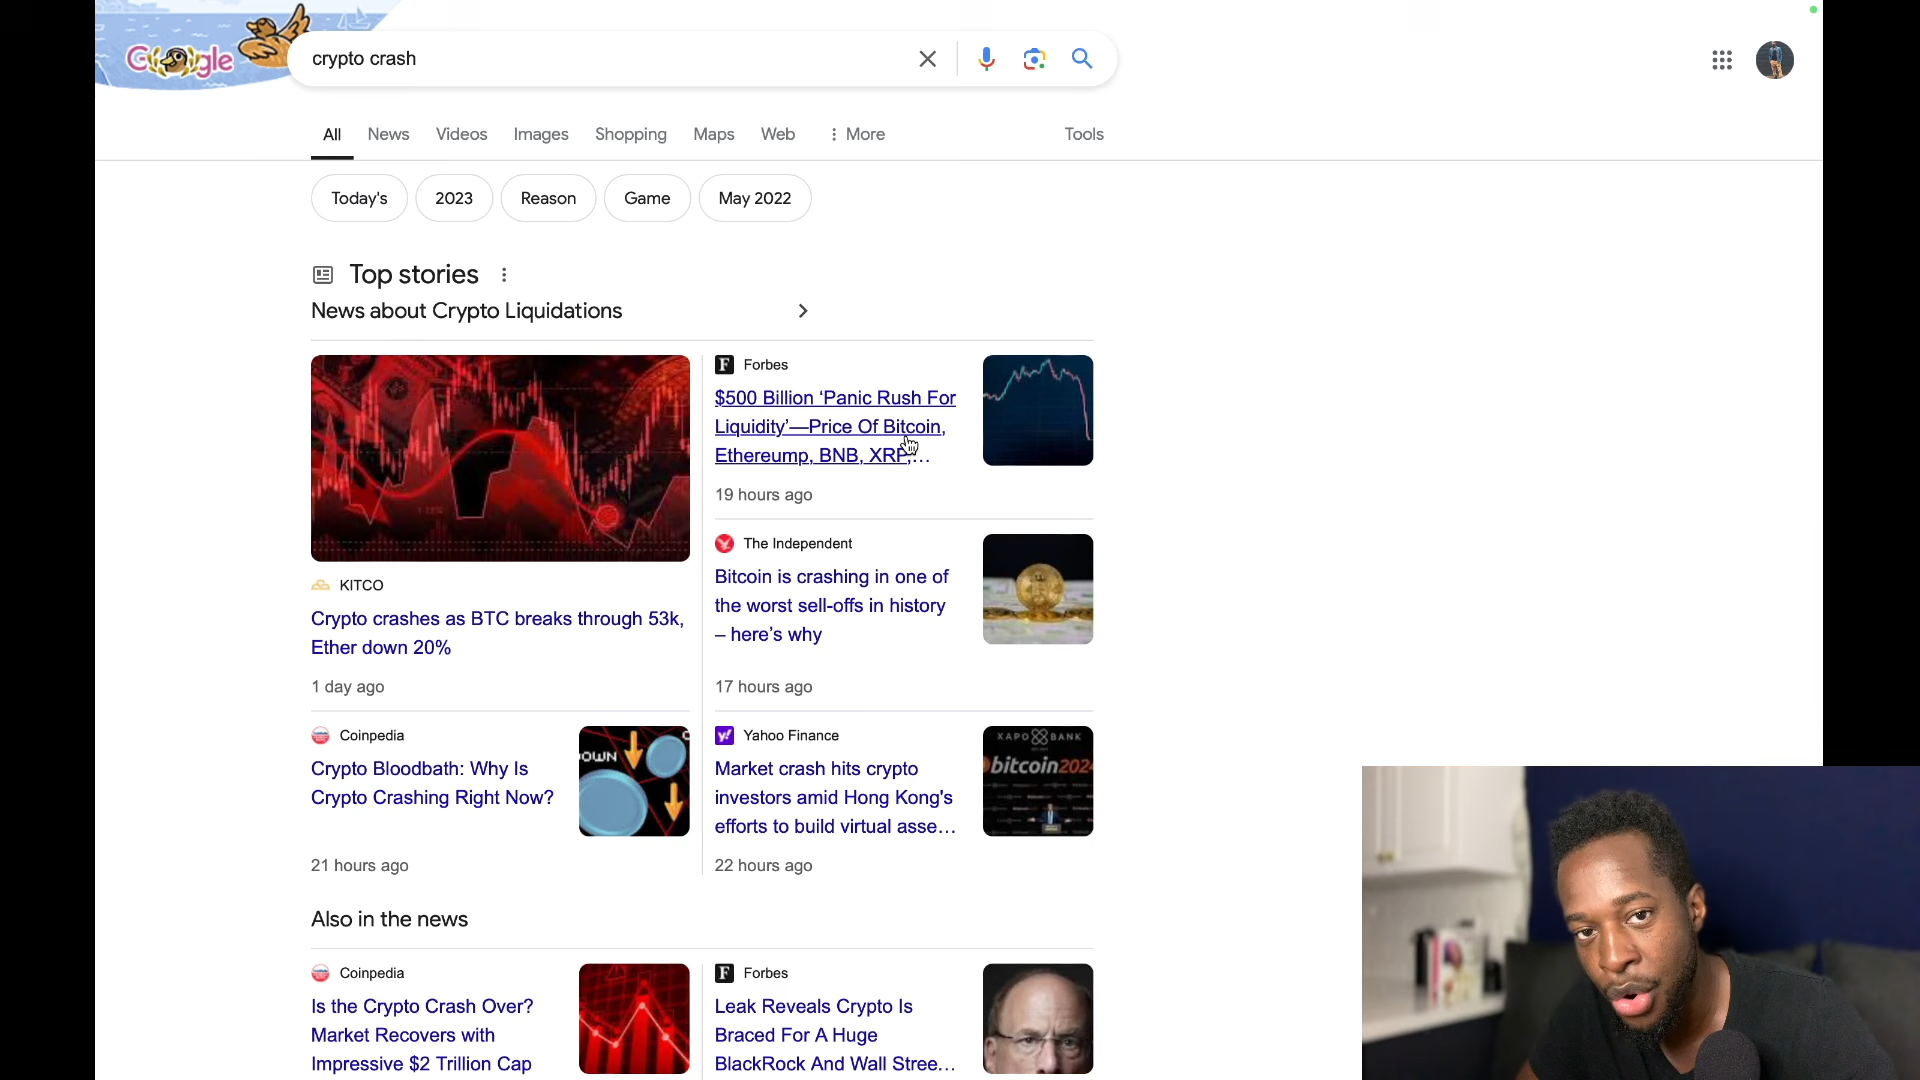 Google
crypto crash
All News Videos Images Shopping Maps Web More Tools
Today's 2023 Reason Game May 2022
Top stories
News about Crypto Liquidations
KITCO
Crypto crashes as BTC breaks through 53k,
Ether down 20%
1 day ago
Forbes
$500 Billion ‘Panic Rush For
Liquidity’—Price Of Bitcoin,
Ethereump, BNB, XRP,…
19 hours ago
The Independent
Bitcoin is crashing in one of
the worst sell-offs in history
– here’s why
17 hours ago
Coinpedia
Crypto Bloodbath: Why Is
Crypto Crashing Right Now?
21 hours ago
OWN
Yahoo Finance
Market crash hits crypto
investors amid Hong Kong's
efforts to build virtual asse…
22 hours ago
XAPO BANK
bitcoin2024
Also in the news
Coinpedia
Is the Crypto Crash Over?
Market Recovers with
Impressive $2 Trillion Cap
Forbes
Leak Reveals Crypto Is
Braced For A Huge
BlackRock And Wall Stree…